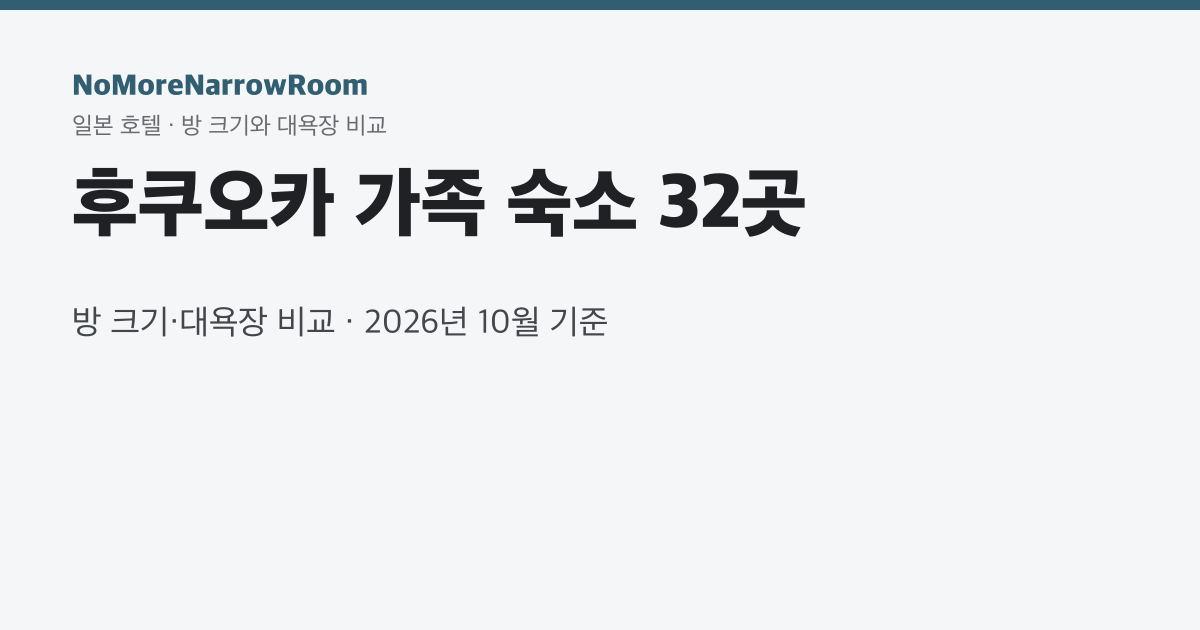 NoMoreNarrowRoom
일본 호텔 · 방 크기와 대욕장 비교
후쿠오카 가족 숙소 32곳
방 크기·대욕장 비교 · 2026년 10월 기준